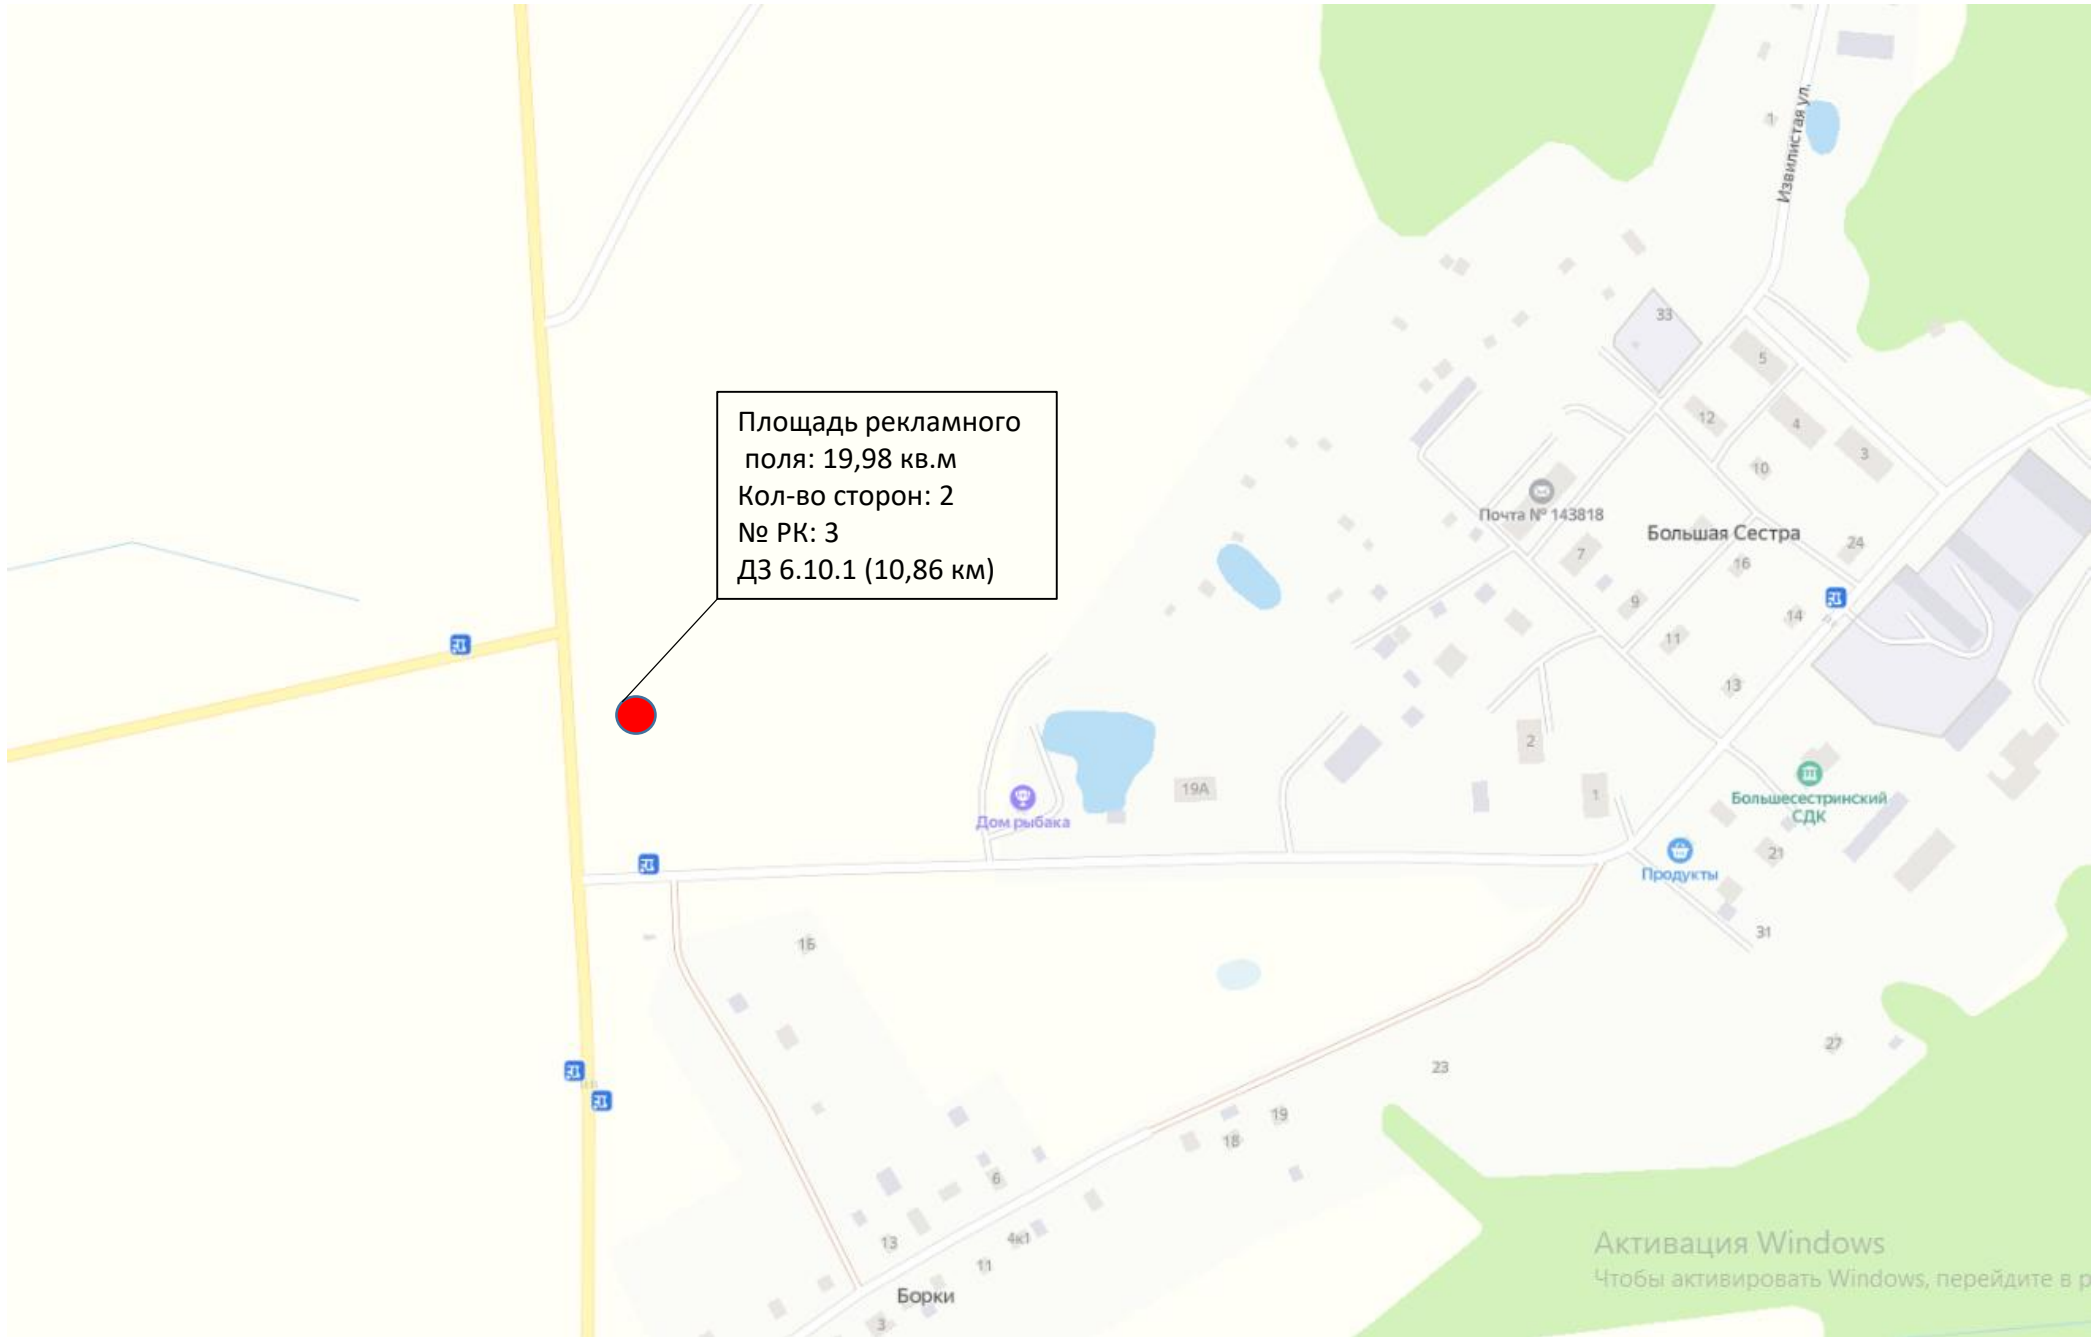 Извилистая ул.
1
33
5
12
4
3
10
Площадь рекламного
поля: 19,98 кв.м
Кол-во сторон: 2
№ РК: 3
ДЗ 6.10.1 (10,86 км)
Почта № 143818
Большая Сестра
7
24
16
9
14
11
13
2
19А
1
Дом рыбака
Большесестринский
СДК
21
Продукты
31
1Б
27
23
19
18
6
13
4к1
11
Борки
3
Активация Windows
Чтобы активировать Windows, перейдите в р